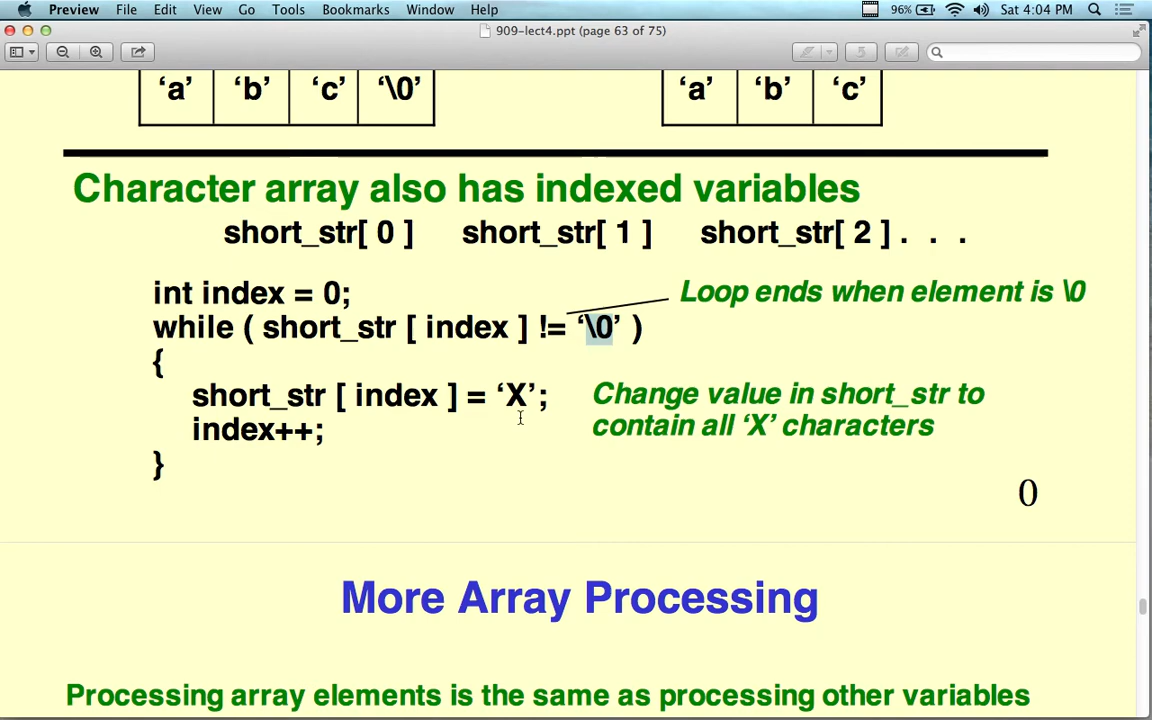 Preview File Edit View Go Tools Bookmarks Window Help 96% Sat 4:04 PM
909-lect4.ppt (page 63 of 75)
‘a’ ‘b’ ‘c’ ‘\0’ ‘a’ ‘b’ ‘c’
Character array also has indexed variables
short_str[ 0 ] short_str[ 1 ] short_str[ 2 ] . . .
int index = 0; Loop ends when element is \0
while ( short_str [ index ] != ‘\0’ )
{
short_str [ index ] = ‘X’; Change value in short_str to
index++; contain all ‘X’ characters
}
0
More Array Processing
Processing array elements is the same as processing other variables